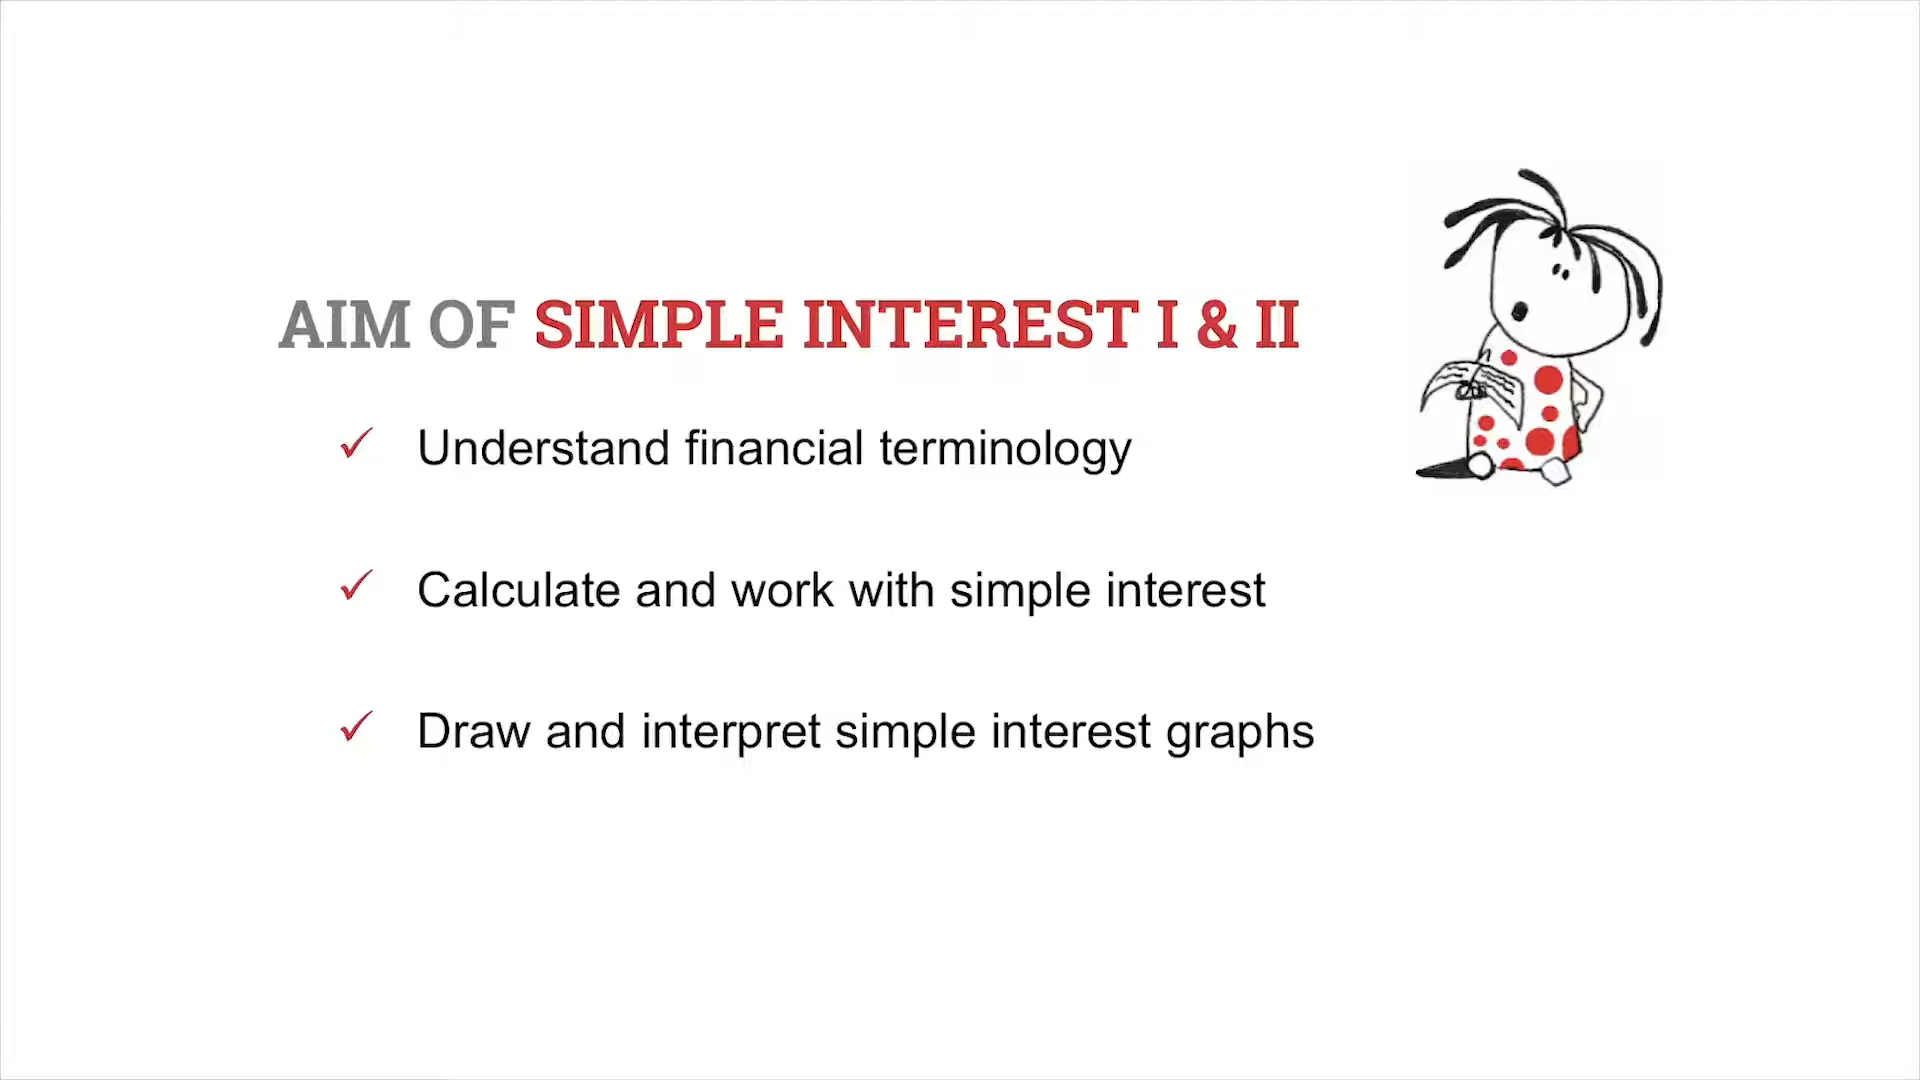 AIM OF SIMPLE INTEREST I & II
Understand financial terminology
Calculate and work with simple interest
Draw and interpret simple interest graphs